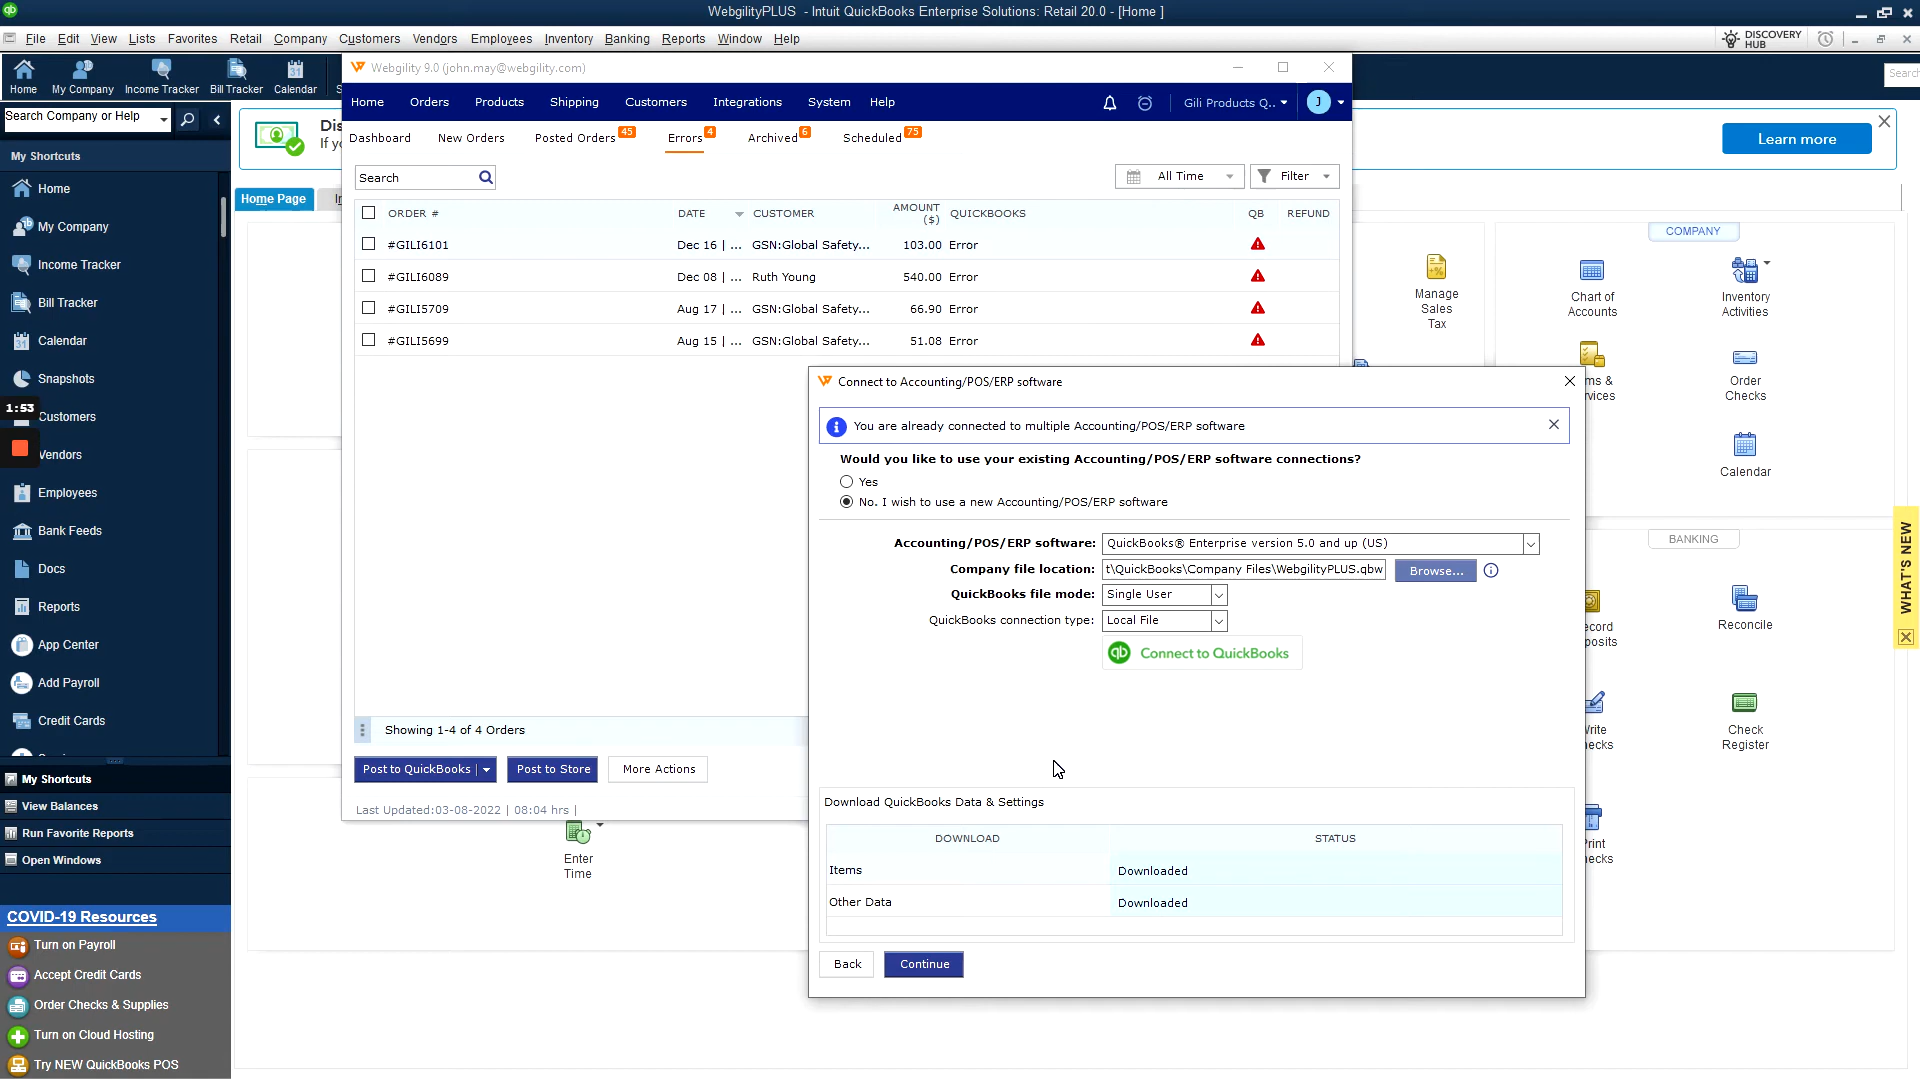 WebgilityPLUS - Intuit QuickBooks Enterprise Solutions: Retail 20.0 - [Home ]
File Edit View Lists Favorites Retail Company Customers Vendors Employees Inventory Banking Reports Window Help
DISCOVERY HUB
Home My Company Income Tracker Bill Tracker Calendar
Search
Search Company or Help
My Shortcuts
Home
My Company
Income Tracker
Bill Tracker
Calendar
Snapshots
1:53
Customers
Vendors
Employees
Bank Feeds
Docs
Reports
App Center
Add Payroll
Credit Cards
My Shortcuts
View Balances
Run Favorite Reports
Open Windows
COVID-19 Resources
Turn on Payroll
Accept Credit Cards
Order Checks & Supplies
Turn on Cloud Hosting
Try NEW QuickBooks POS
Dis
If yo
Learn more
Home Page
Webgility 9.0 (john.may@webgility.com)
Home Orders Products Shipping Customers Integrations System Help
Gili Products Q.. J
Dashboard New Orders Posted Orders 45 Errors 4 Archived 6 Scheduled 75
Search
All Time Filter
ORDER # DATE CUSTOMER AMOUNT ($) QUICKBOOKS QB REFUND
#GILI6101 Dec 16 | ... GSN:Global Safety... 103.00 Error
#GILI6089 Dec 08 | ... Ruth Young 540.00 Error
#GILI5709 Aug 17 | ... GSN:Global Safety... 66.90 Error
#GILI5699 Aug 15 | ... GSN:Global Safety... 51.08 Error
Showing 1-4 of 4 Orders
Post to QuickBooks Post to Store More Actions
Last Updated:03-08-2022 | 08:04 hrs |
Enter
Time
Connect to Accounting/POS/ERP software
You are already connected to multiple Accounting/POS/ERP software
Would you like to use your existing Accounting/POS/ERP software connections?
Yes
No. I wish to use a new Accounting/POS/ERP software
Accounting/POS/ERP software: QuickBooks® Enterprise version 5.0 and up (US)
Company file location: t\QuickBooks\Company Files\WebgilityPLUS.qbw Browse...
QuickBooks file mode: Single User
QuickBooks connection type: Local File
qb Connect to QuickBooks
Download QuickBooks Data & Settings
DOWNLOAD STATUS
Items Downloaded
Other Data Downloaded
Back Continue
Manage
Sales
Tax
COMPANY
Chart of
Accounts
Inventory
Activities
ms &
vices
Order
Checks
Calendar
BANKING
ecord
posits
Reconcile
Vrite
ecks
Check
Register
Print
ecks
WHAT'S NEW